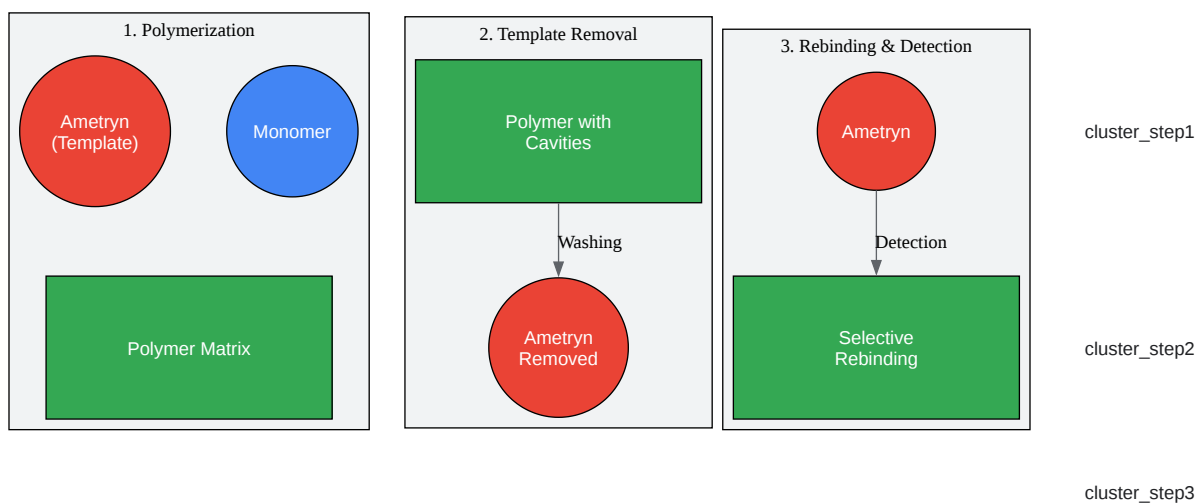 1. Polymerization
Ametryn
(Template)
Monomer
Polymer Matrix
2. Template Removal
Polymer with
Cavities
Washing
Ametryn
Removed
3. Rebinding & Detection
Ametryn
Detection
Selective
Rebinding
cluster_step1
cluster_step2
cluster_step3